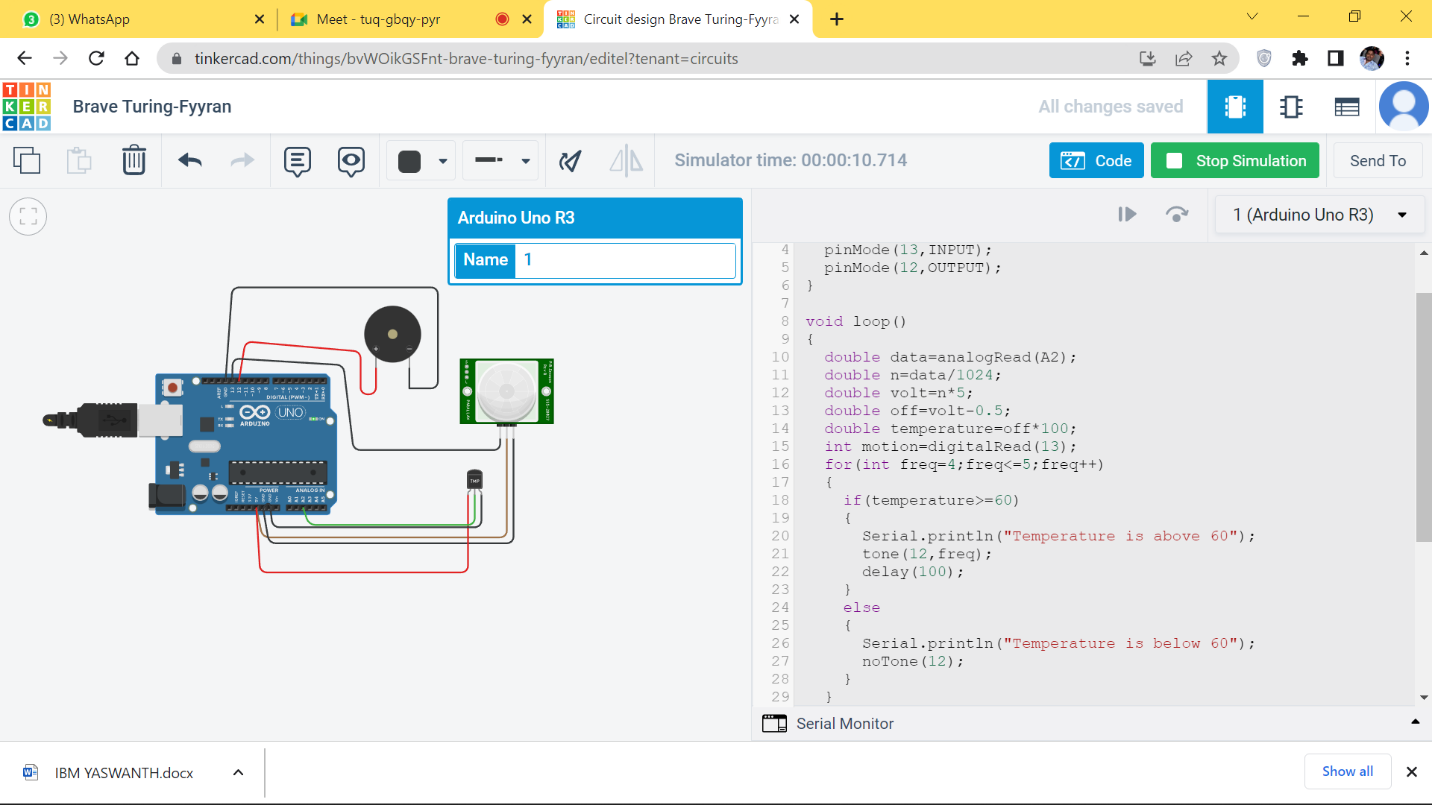 3 (3) WhatsApp
Meet - tuq-gbqy-pyr
Circuit design Brave Turing-Fyyra
tinkercad.com/things/bvWOikGSFnt-brave-turing-fyyran/editel?tenant=circuits
TIN
KER
CAD
Brave Turing-Fyyran
All changes saved
Simulator time: 00:00:10.714
Code
Stop Simulation
Send To
Arduino Uno R3
Name 1
1 (Arduino Uno R3)
DIGITAL (PWM~)
UNO
ARDUINO
POWER
ANALOG IN
TMP
4 pinMode(13,INPUT);
5 pinMode(12,OUTPUT);
6 }
7
8 void loop()
9 {
10 double data=analogRead(A2);
11 double n=data/1024;
12 double volt=n*5;
13 double off=volt-0.5;
14 double temperature=off*100;
15 int motion=digitalRead(13);
16 for(int freq=4;freq<=5;freq++)
17 {
18 if(temperature>=60)
19 {
20 Serial.println("Temperature is above 60");
21 tone(12,freq);
22 delay(100);
23 }
24 else
25 {
26 Serial.println("Temperature is below 60");
27 noTone(12);
28 }
29 }
Serial Monitor
IBM YASWANTH.docx
Show all